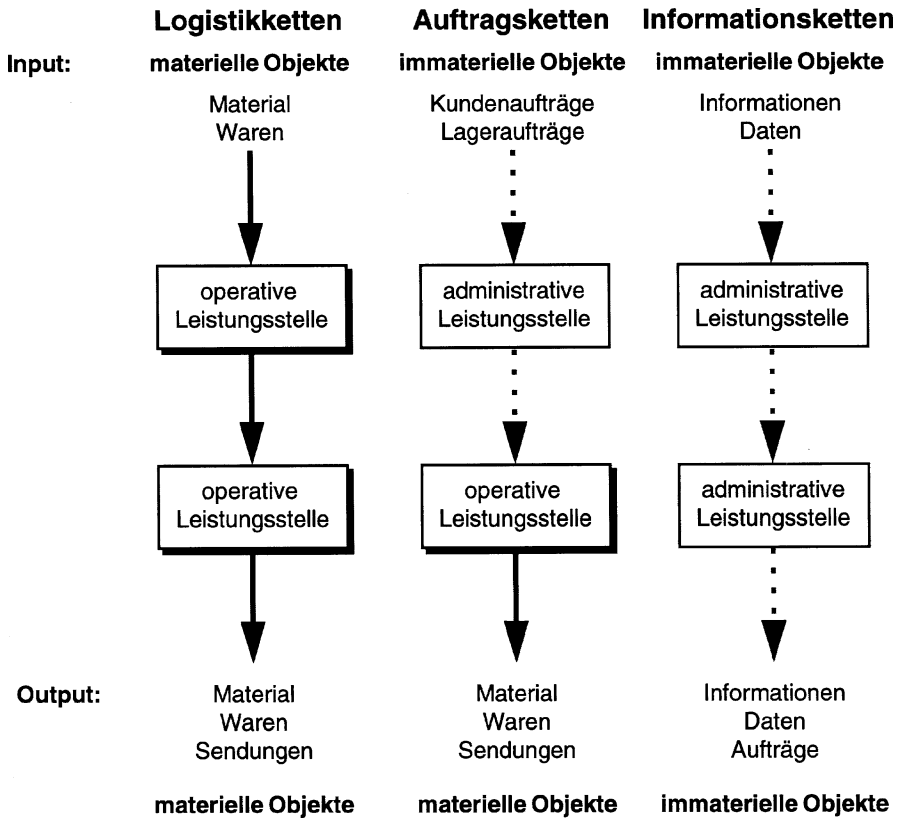 Logistikketten Auftragsketten Informationsketten
Input: materielle Objekte immaterielle Objekte immaterielle Objekte
Material Kundenaufträge Informationen
Waren Lageraufträge Daten
operative administrative administrative
Leistungsstelle Leistungsstelle Leistungsstelle
operative operative administrative
Leistungsstelle Leistungsstelle Leistungsstelle
Output: Material Material Informationen
Waren Waren Daten
Sendungen Sendungen Aufträge
materielle Objekte materielle Objekte immaterielle Objekte